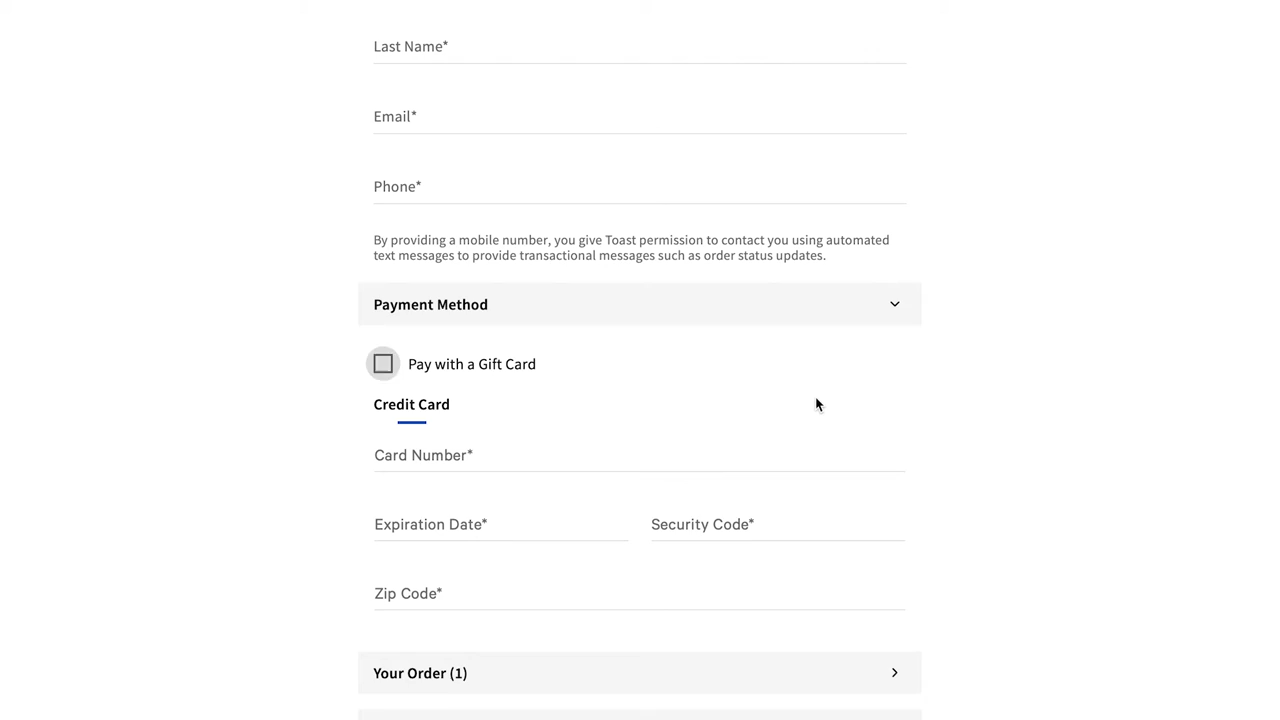 Last Name*
Email*
Phone*
By providing a mobile number, you give Toast permission to contact you using automated
text messages to provide transactional messages such as order status updates.
Payment Method
Pay with a Gift Card
Credit Card
Card Number*
Expiration Date* Security Code*
Zip Code*
Your Order (1)